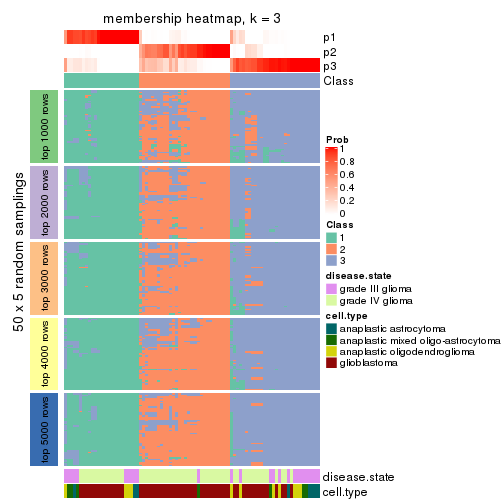 membership heatmap, k = 3
p1
p2
p3
Class
50 x 5 random samplings
top 1000 rows
top 2000 rows
top 3000 rows
top 4000 rows
top 5000 rows
disease.state
cell.type
Prob
1
0.8
0.6
0.4
0.2
0
Class
1
2
3
disease.state
grade III glioma
grade IV glioma
cell.type
anaplastic astrocytoma
anaplastic mixed oligo-astrocytoma
anaplastic oligodendroglioma
glioblastoma